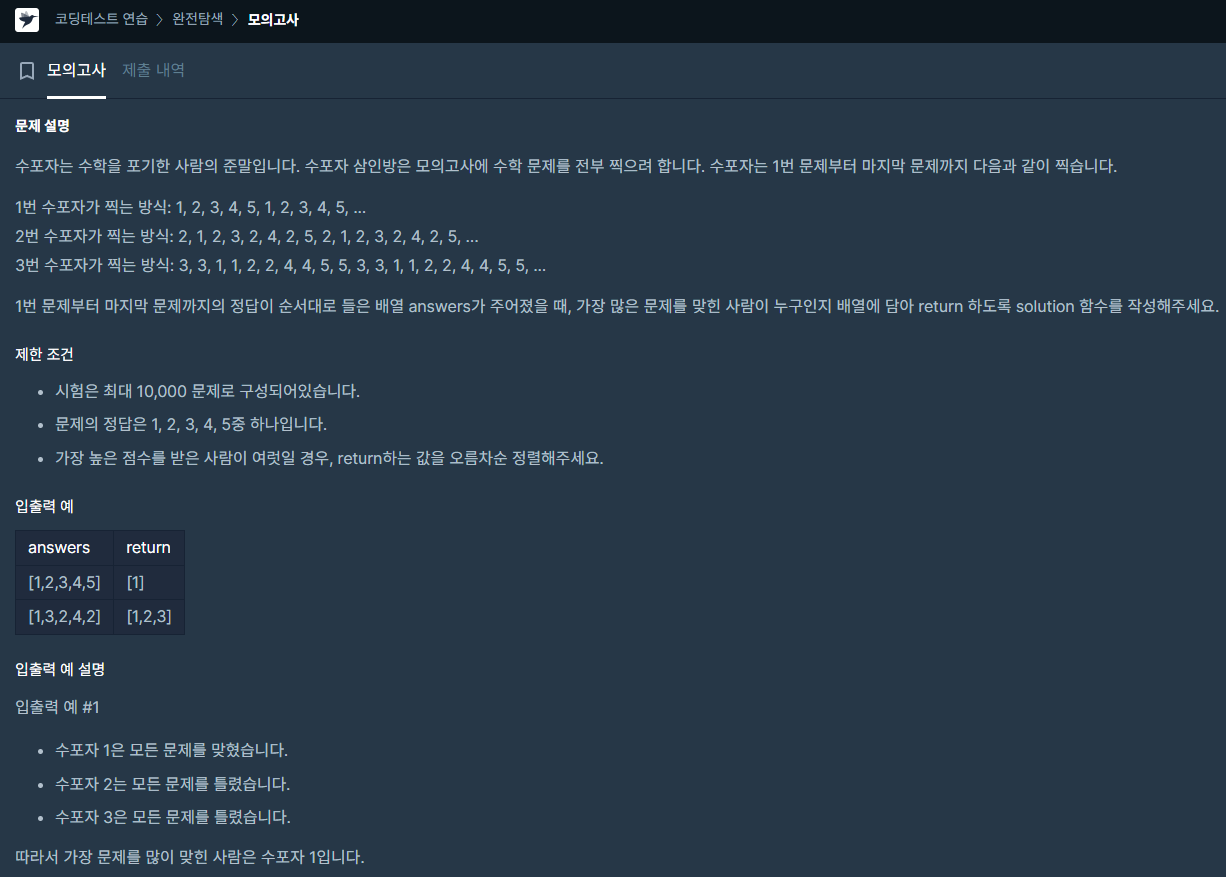 코딩테스트 연습 > 완전탐색 > 모의고사
모의고사 제출 내역
문제 설명
수포자는 수학을 포기한 사람의 준말입니다. 수포자 삼인방은 모의고사에 수학 문제를 전부 찍으려 합니다. 수포자는 1번 문제부터 마지막 문제까지 다음과 같이 찍습니다.
1번 수포자가 찍는 방식: 1, 2, 3, 4, 5, 1, 2, 3, 4, 5, ...
2번 수포자가 찍는 방식: 2, 1, 2, 3, 2, 4, 2, 5, 2, 1, 2, 3, 2, 4, 2, 5, ...
3번 수포자가 찍는 방식: 3, 3, 1, 1, 2, 2, 4, 4, 5, 5, 3, 3, 1, 1, 2, 2, 4, 4, 5, 5, ...
1번 문제부터 마지막 문제까지의 정답이 순서대로 들은 배열 answers가 주어졌을 때, 가장 많은 문제를 맞힌 사람이 누구인지 배열에 담아 return 하도록 solution 함수를 작성해주세요.
제한 조건
• 시험은 최대 10,000 문제로 구성되어있습니다.
• 문제의 정답은 1, 2, 3, 4, 5중 하나입니다.
• 가장 높은 점수를 받은 사람이 여럿일 경우, return하는 값을 오름차순 정렬해주세요.
입출력 예
answers return
[1,2,3,4,5] [1]
[1,3,2,4,2] [1,2,3]
입출력 예 설명
입출력 예 #1
• 수포자 1은 모든 문제를 맞혔습니다.
• 수포자 2는 모든 문제를 틀렸습니다.
• 수포자 3은 모든 문제를 틀렸습니다.
따라서 가장 문제를 많이 맞힌 사람은 수포자 1입니다.